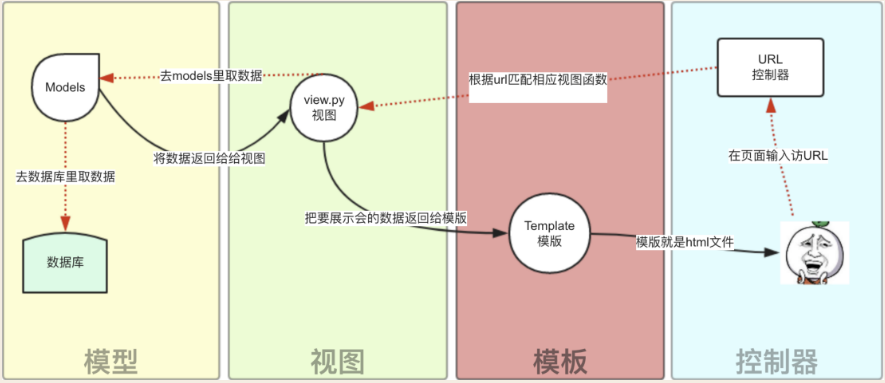 URL
控制器
去models里取数据
根据url匹配相应视图函数
Models
view.py
视图
将数据返回给给视图
在页面输入访URL
去数据库里取数据
把要展示会的数据返回给模版
Template
模版
模版就是html文件
数据库
模型
视图
模板
控制器